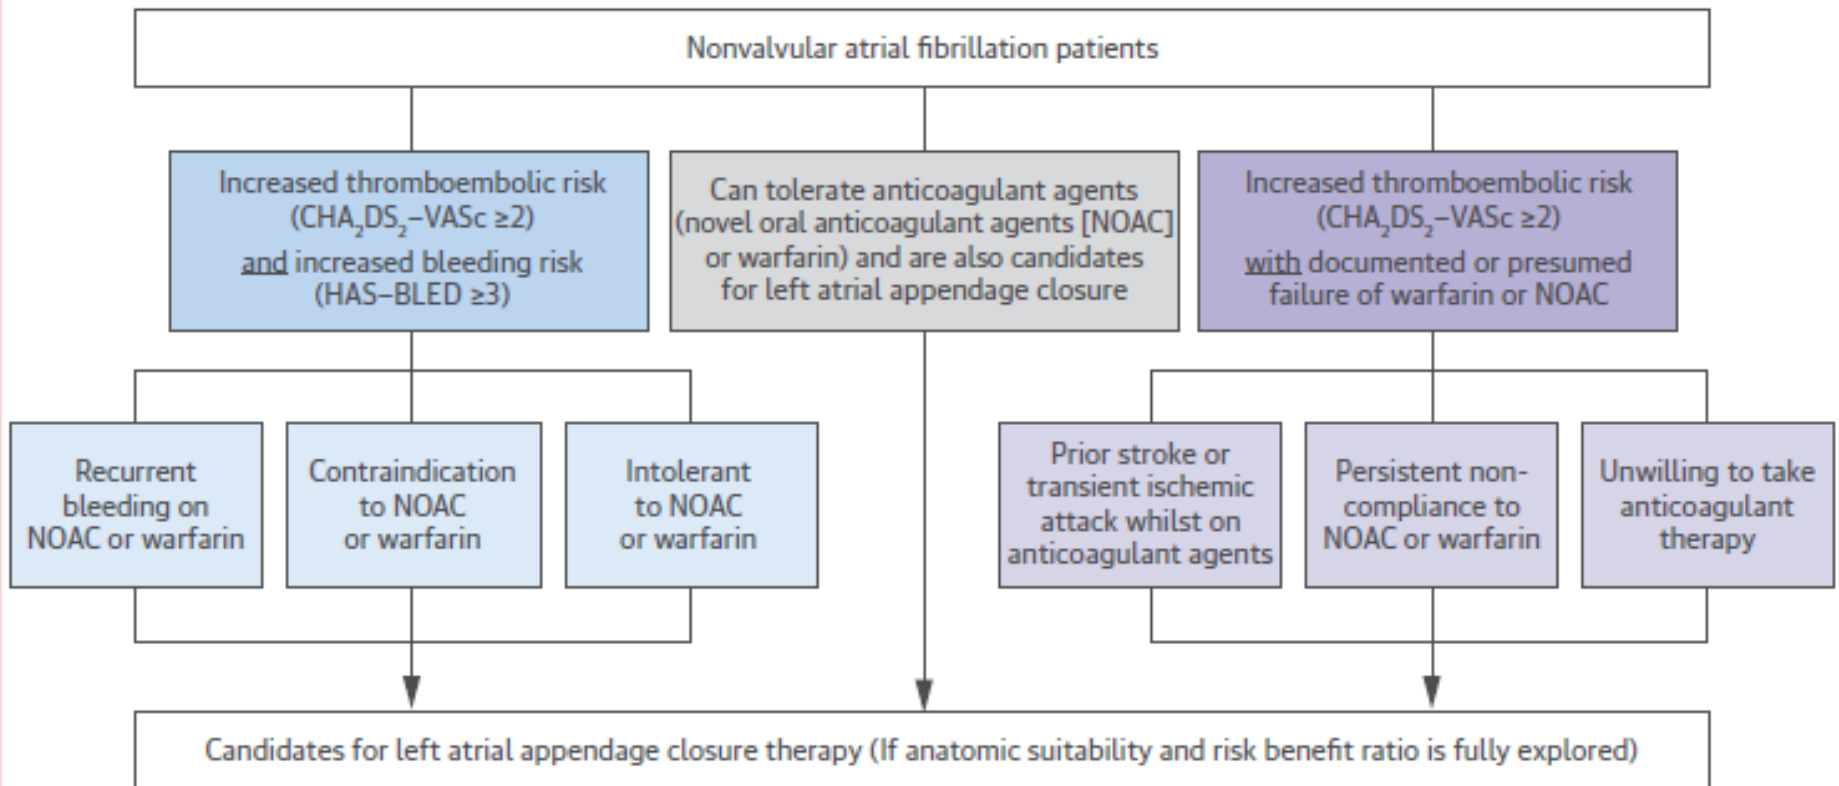 Nonvalvular atrial fibrillation patients
Increased thromboembolic risk
(CHA₂DS₂–VASc ≥2)
and increased bleeding risk
(HAS–BLED ≥3)
Can tolerate anticoagulant agents
(novel oral anticoagulant agents [NOAC]
or warfarin) and are also candidates
for left atrial appendage closure
Increased thromboembolic risk
(CHA₂DS₂–VASc ≥2)
with documented or presumed
failure of warfarin or NOAC
Recurrent
bleeding on
NOAC or warfarin
Contraindication
to NOAC
or warfarin
Intolerant
to NOAC
or warfarin
Prior stroke or
transient ischemic
attack whilst on
anticoagulant agents
Persistent non-
compliance to
NOAC or warfarin
Unwilling to take
anticoagulant
therapy
Candidates for left atrial appendage closure therapy (If anatomic suitability and risk benefit ratio is fully explored)